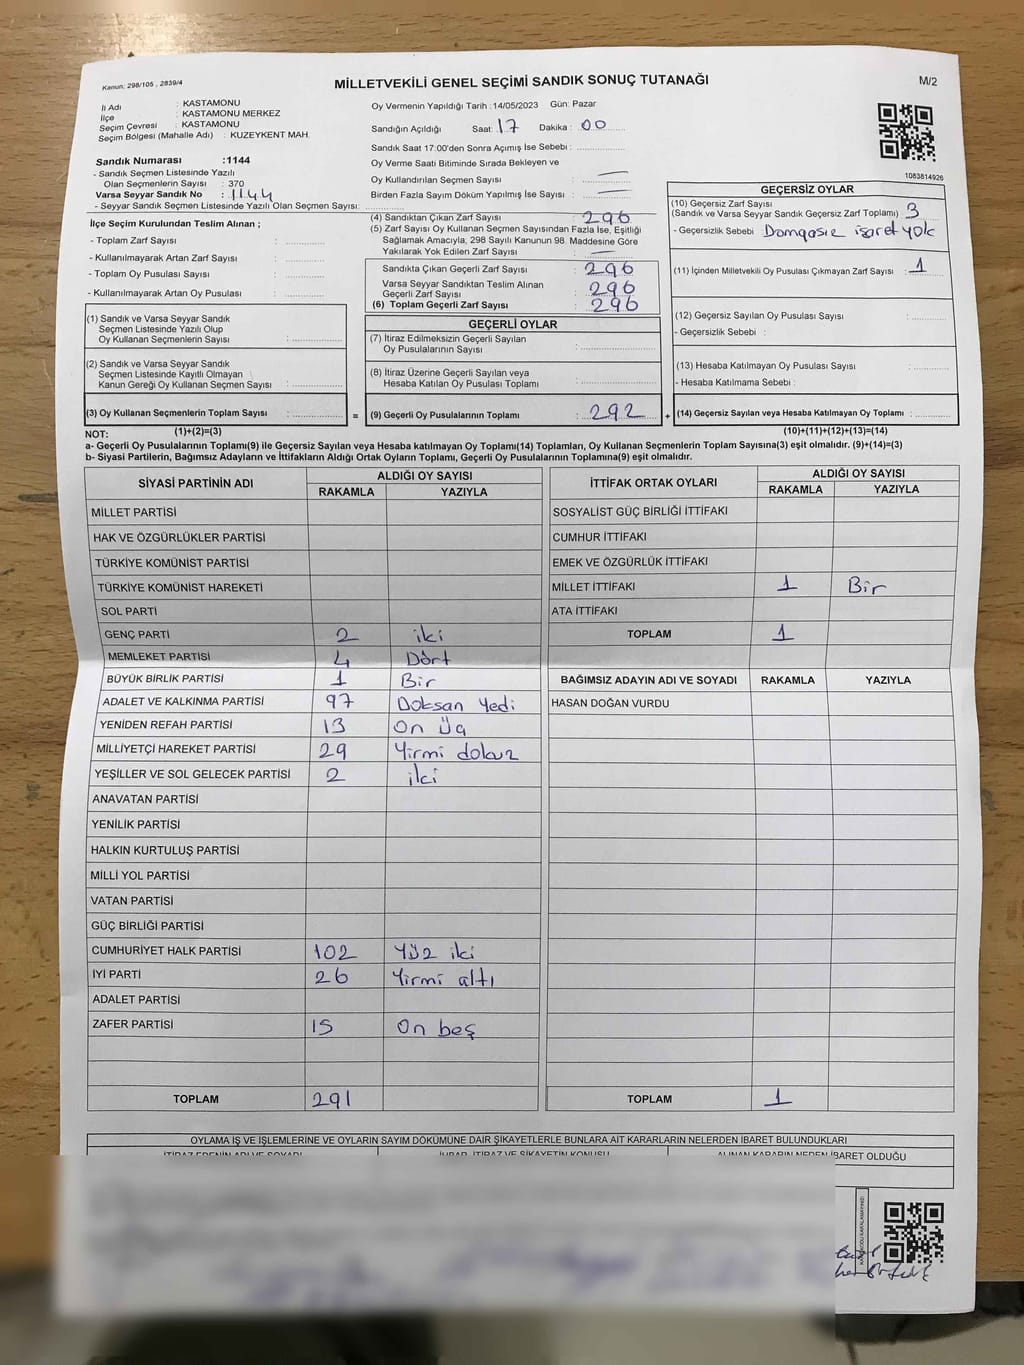 Kanun: 298/105 , 2839/4
MİLLETVEKİLİ GENEL SEÇİMİ SANDIK SONUÇ TUTANAĞI
M/2
İl Adı : KASTAMONU
İlçe : KASTAMONU MERKEZ
Seçim Çevresi : KASTAMONU
Seçim Bölgesi (Mahalle Adı) : KUZEYKENT MAH.
Sandık Numarası :1144
- Sandık Seçmen Listesinde Yazılı
Olan Seçmenlerin Sayısı : 370
Varsa Seyyar Sandık No : 1144
- Seyyar Sandık Seçmen Listesinde Yazılı Olan Seçmen Sayısı:
Oy Vermenin Yapıldığı Tarih : 14/05/2023 Gün: Pazar
Sandığın Açıldığı Saat: 17 Dakika : 00
Sandık Saat 17:00'den Sonra Açımış İse Sebebi :
Oy Verme Saati Bitiminde Sırada Bekleyen ve
Oy Kullandırılan Seçmen Sayısı : —
Birden Fazla Sayım Döküm Yapılmış İse Sayısı : —
1083814926
İlçe Seçim Kurulundan Teslim Alınan ;
- Toplam Zarf Sayısı :
- Kullanılmayarak Artan Zarf Sayısı :
- Toplam Oy Pusulası Sayısı :
- Kullanılmayarak Artan Oy Pusulası :
(4) Sandıktan Çıkan Zarf Sayısı : 296
(5) Zarf Sayısı Oy Kullanan Seçmen Sayısından Fazla İse, Eşitliği
Sağlamak Amacıyla, 298 Sayılı Kanunun 98. Maddesine Göre
Yakılarak Yok Edilen Zarf Sayısı : —
Sandıkta Çıkan Geçerli Zarf Sayısı : 296
Varsa Seyyar Sandıktan Teslim Alınan
Geçerli Zarf Sayısı : 296
(6) Toplam Geçerli Zarf Sayısı : 296
GEÇERSİZ OYLAR
(10) Geçersiz Zarf Sayısı
(Sandık ve Varsa Seyyar Sandık Geçersiz Zarf Toplamı) : 3
- Geçersizlik Sebebi : Damgasız işaret yok
(11) İçinden Milletvekili Oy Pusulası Çıkmayan Zarf Sayısı : 1
(12) Geçersiz Sayılan Oy Pusulası Sayısı :
- Geçersizlik Sebebi :
(13) Hesaba Katılmayan Oy Pusulası Sayısı :
- Hesaba Katılmama Sebebi :
(1) Sandık ve Varsa Seyyar Sandık
Seçmen Listesinde Yazılı Olup
Oy Kullanan Seçmenlerin Sayısı :
(2) Sandık ve Varsa Seyyar Sandık
Seçmen Listesinde Kayıtlı Olmayan
Kanun Gereği Oy Kullanan Seçmen Sayısı :
GEÇERLİ OYLAR
(7) İtiraz Edilmeksizin Geçerli Sayılan
Oy Pusulalarının Sayısı :
(8) İtiraz Üzerine Geçerli Sayılan veya
Hesaba Katılan Oy Pusulası Toplamı :
(3) Oy Kullanan Seçmenlerin Toplam Sayısı : = (9) Geçerli Oy Pusulalarının Toplamı : 292 + (14) Geçersiz Sayılan veya Hesaba Katılmayan Oy Toplamı :
NOT: (1)+(2)=(3) (10)+(11)+(12)+(13)=(14)
a- Geçerli Oy Pusulalarının Toplamı(9) ile Geçersiz Sayılan veya Hesaba katılmayan Oy Toplamı(14) Toplamları, Oy Kullanan Seçmenlerin Toplam Sayısına(3) eşit olmalıdır. (9)+(14)=(3)
b- Siyasi Partilerin, Bağımsız Adayların ve İttifakların Aldığı Ortak Oyların Toplamı, Geçerli Oy Pusulalarının Toplamına(9) eşit olmalıdır.
SİYASİ PARTİNİN ADI ALDIĞI OY SAYISI
RAKAMLA YAZIYLA
MİLLET PARTİSİ
HAK VE ÖZGÜRLÜKLER PARTİSİ
TÜRKİYE KOMÜNİST PARTİSİ
TÜRKİYE KOMÜNİST HAREKETİ
SOL PARTİ
GENÇ PARTİ 2 iki
MEMLEKET PARTİSİ 4 Dört
BÜYÜK BİRLİK PARTİSİ 1 Bir
ADALET VE KALKINMA PARTİSİ 97 Doksan Yedi
YENİDEN REFAH PARTİSİ 13 On Üç
MİLLİYETÇİ HAREKET PARTİSİ 29 Yirmi dokuz
YEŞİLLER VE SOL GELECEK PARTİSİ 2 iki
ANAVATAN PARTİSİ
YENİLİK PARTİSİ
HALKIN KURTULUŞ PARTİSİ
MİLLİ YOL PARTİSİ
VATAN PARTİSİ
GÜÇ BİRLİĞİ PARTİSİ
CUMHURİYET HALK PARTİSİ 102 Yüz iki
İYİ PARTİ 26 Yirmi altı
ADALET PARTİSİ
ZAFER PARTİSİ 15 On beş
TOPLAM 291
İTTİFAK ORTAK OYLARI ALDIĞI OY SAYISI
RAKAMLA YAZIYLA
SOSYALİST GÜÇ BİRLİĞİ İTTİFAKI
CUMHUR İTTİFAKI
EMEK VE ÖZGÜRLÜK İTTİFAKI
MİLLET İTTİFAKI 1 Bir
ATA İTTİFAKI
TOPLAM 1
BAĞIMSIZ ADAYIN ADI VE SOYADI RAKAMLA YAZIYLA
HASAN DOĞAN VURDU
TOPLAM 1
OYLAMA İŞ VE İŞLEMLERİNE VE OYLARIN SAYIM DÖKÜMÜNE DAİR ŞİKAYETLERLE BUNLARA AİT KARARLARIN NELERDEN İBARET BULUNDUKLARI
İTİRAZ EDENİN ADI VE SOYADI İHBAR, İTİRAZ VE ŞİKAYETİN KONUSU ALINAN KARARIN NEDEN İBARET OLDUĞU